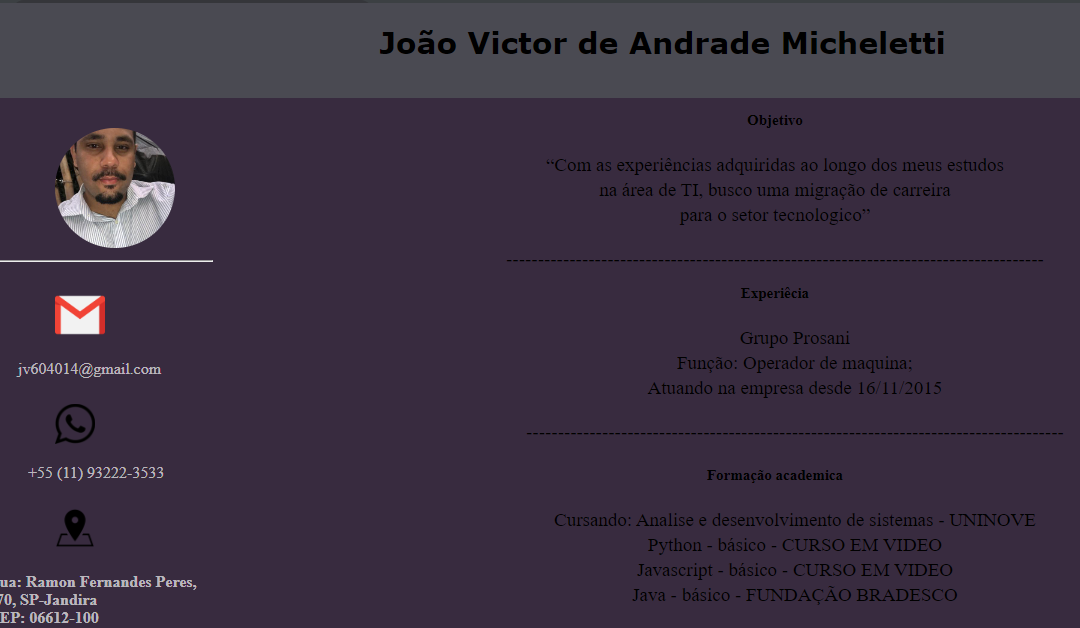 João Victor de Andrade Micheletti
jv604014@gmail.com
+55 (11) 93222-3533
ua: Ramon Fernandes Peres,
70, SP-Jandira
EP: 06612-100
Objetivo
“Com as experiências adquiridas ao longo dos meus estudos
na área de TI, busco uma migração de carreira
para o setor tecnologico”
Experiêcia
Grupo Prosani
Função: Operador de maquina;
Atuando na empresa desde 16/11/2015
Formação academica
Cursando: Analise e desenvolvimento de sistemas - UNINOVE
Python - básico - CURSO EM VIDEO
Javascript - básico - CURSO EM VIDEO
Java - básico - FUNDAÇÃO BRADESCO